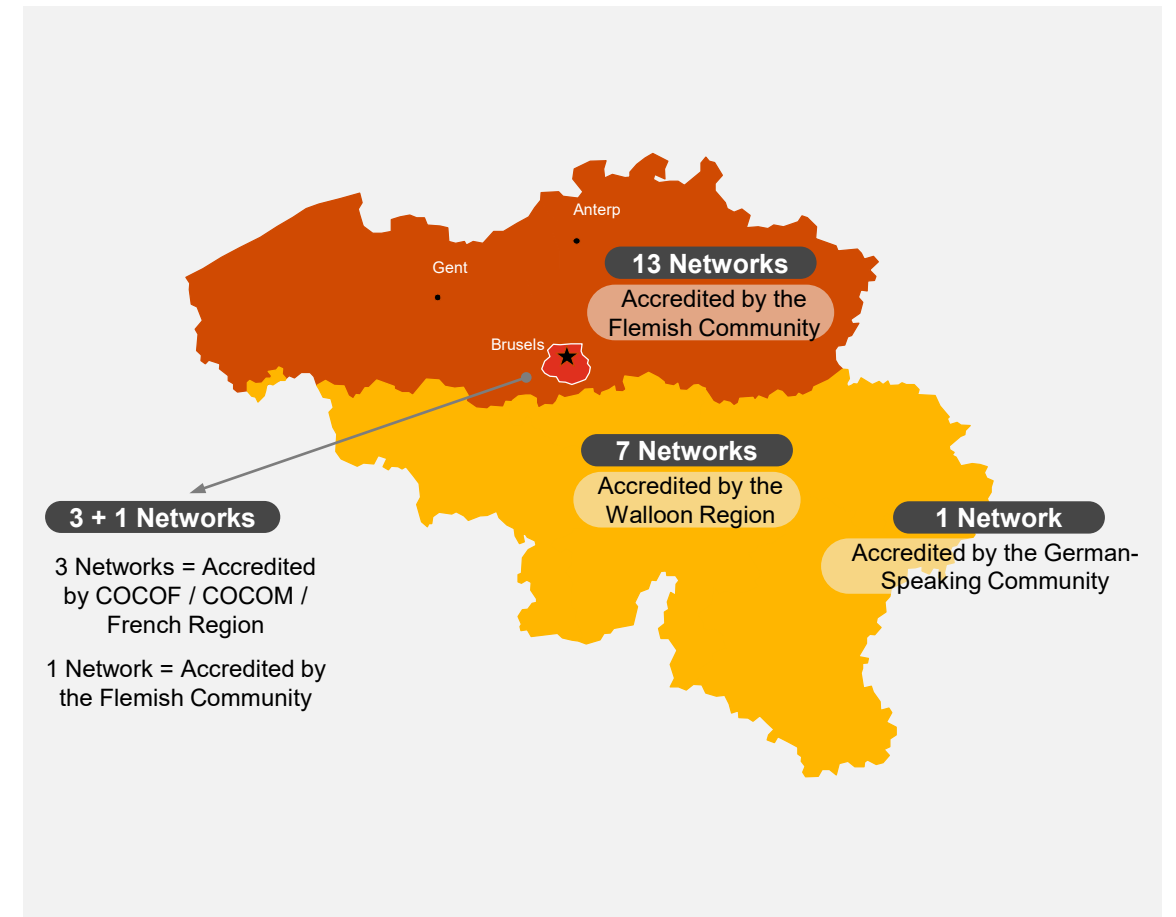 Anterp
Gent
13 Networks
Accredited by the
Flemish Community
Brusels
7 Networks
Accredited by the
Walloon Region
3 + 1 Networks
3 Networks = Accredited
by COCOF / COCOM /
French Region
1 Network = Accredited by
the Flemish Community
1 Network
Accredited by the German-
Speaking Community